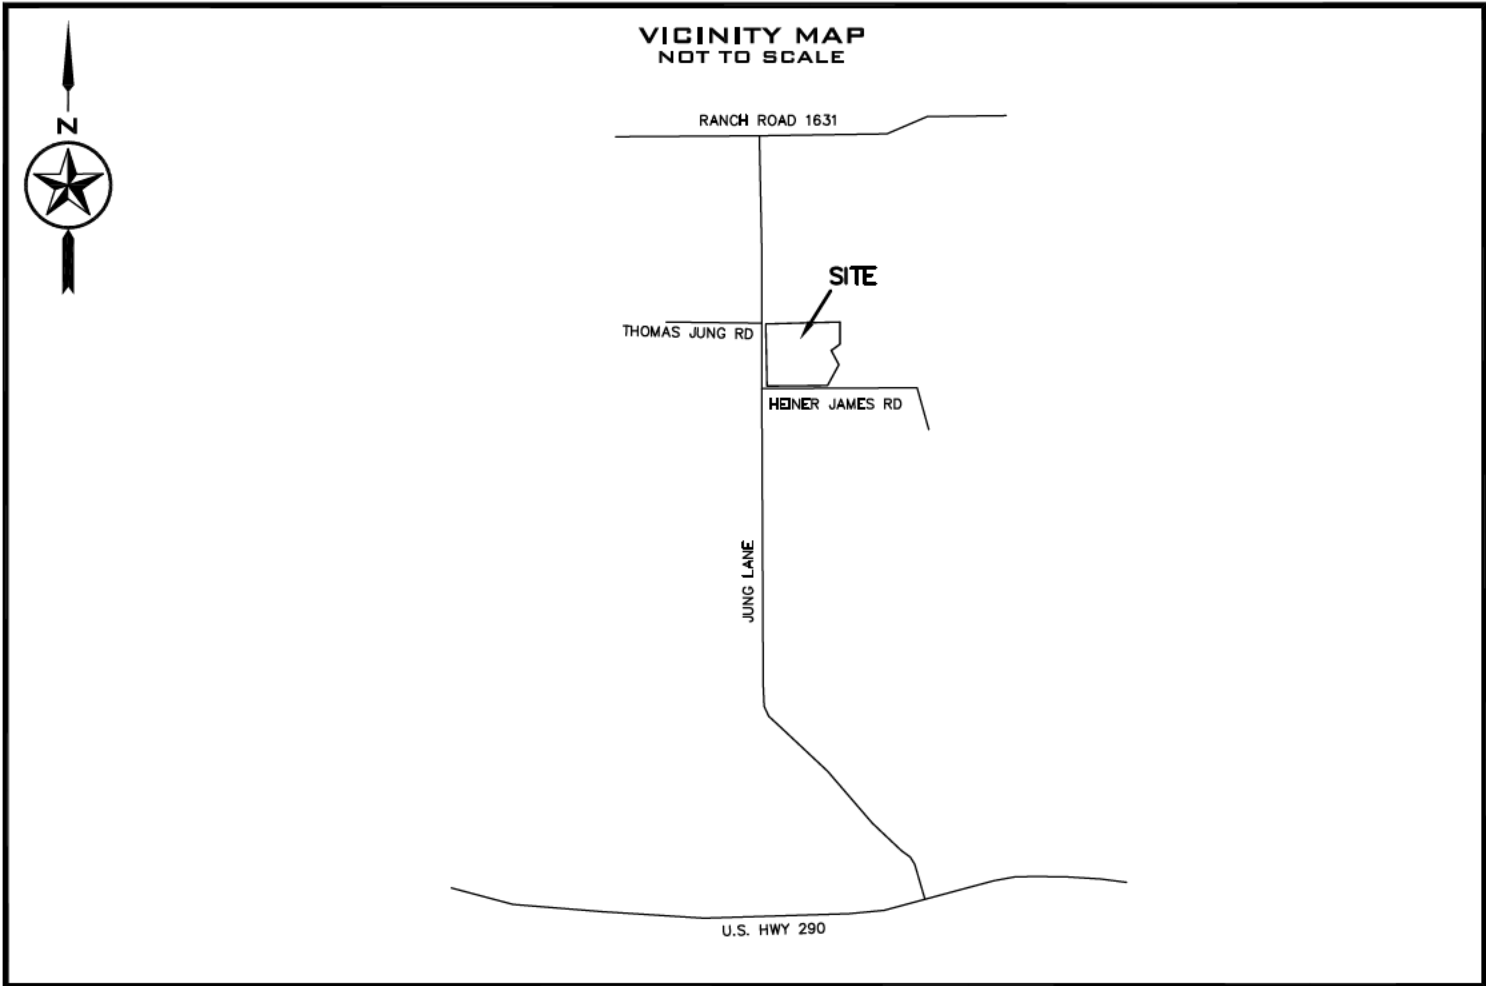 VICINITY MAP
NOT TO SCALE
N
RANCH ROAD 1631
SITE
THOMAS JUNG RD
HEINER JAMES RD
JUNG LANE
U.S. HWY 290